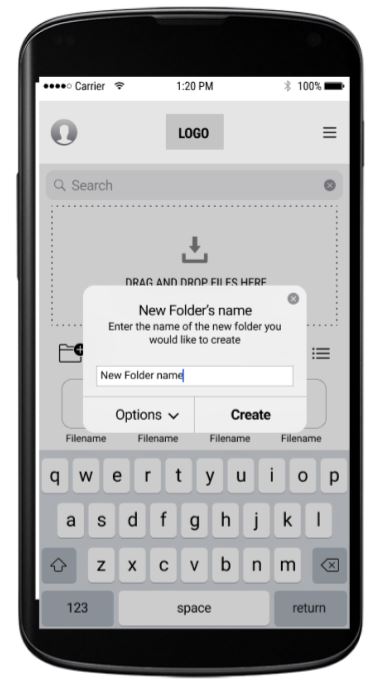 Carrier 1:20 PM 100%
LOGO
Search
DRAG AND DROP FILES HERE
New Folder's name
Enter the name of the new folder you
would like to create
New Folder name
Options Create
Filename Filename Filename Filename
q w e r t y u i o p
a s d f g h j k l
z x c v b n m
123 space return